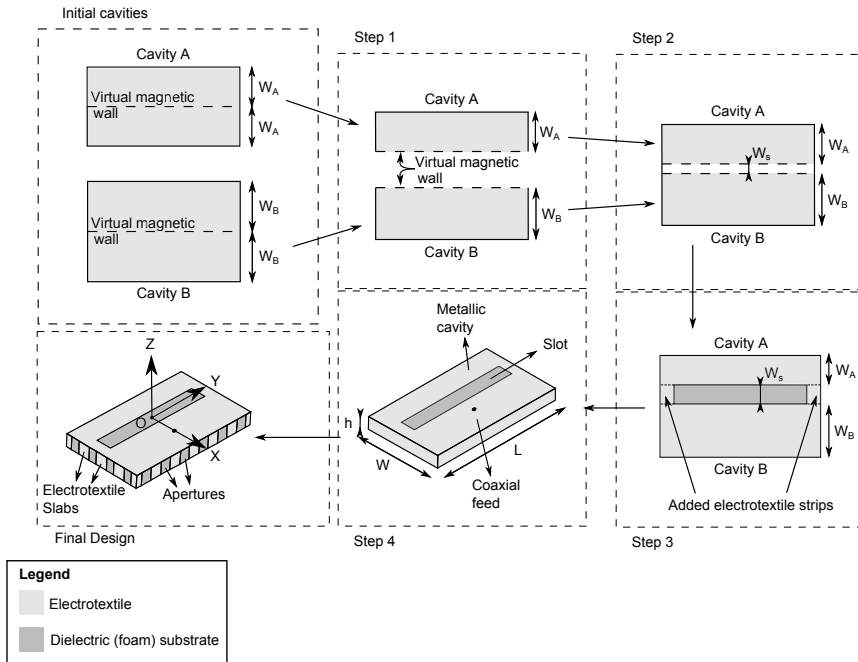 Initial cavities
Cavity A
Virtual magnetic
wall
W_A
W_A
Virtual magnetic
wall
W_B
W_B
Cavity B
Step 1
Cavity A
W_A
Virtual magnetic
wall
W_B
Cavity B
Step 2
Cavity A
W_s
W_A
W_B
Cavity B
Cavity A
W_s
W_A
W_B
Cavity B
Added electrotextile strips
Step 3
Metallic
cavity
Slot
h
W
L
Coaxial
feed
Step 4
Z
Y
O
X
Electrotextile
Slabs
Apertures
Final Design
Legend
Electrotextile
Dielectric (foam) substrate